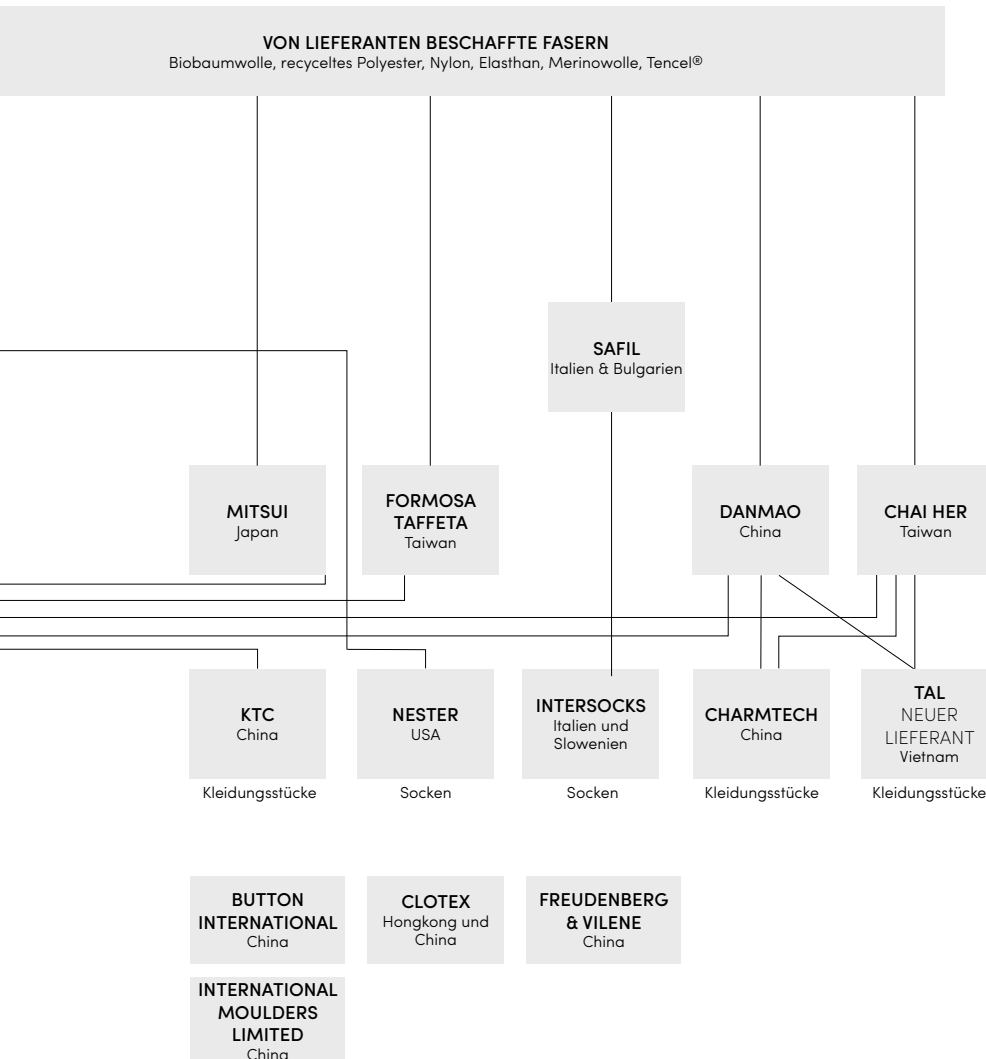 VON LIEFERANTEN BESCHAFFTE FASERN
Biobaumwolle, recyceltes Polyester, Nylon, Elasthan, Merinowolle, Tencel®
SAFIL
Italien & Bulgarien
MITSUI
Japan
FORMOSA
TAFFETA
Taiwan
DANMAO
China
CHAI HER
Taiwan
KTC
China
Kleidungsstücke
NESTER
USA
Socken
INTERSOCKS
Italien und
Slowenien
Socken
CHARMTECH
China
Kleidungsstücke
TAL
NEUER
LIEFERANT
Vietnam
Kleidungsstücke
BUTTON
INTERNATIONAL
China
CLOTEX
Hongkong und
China
FREUDENBERG
& VILENE
China
INTERNATIONAL
MOULDERS
LIMITED
China